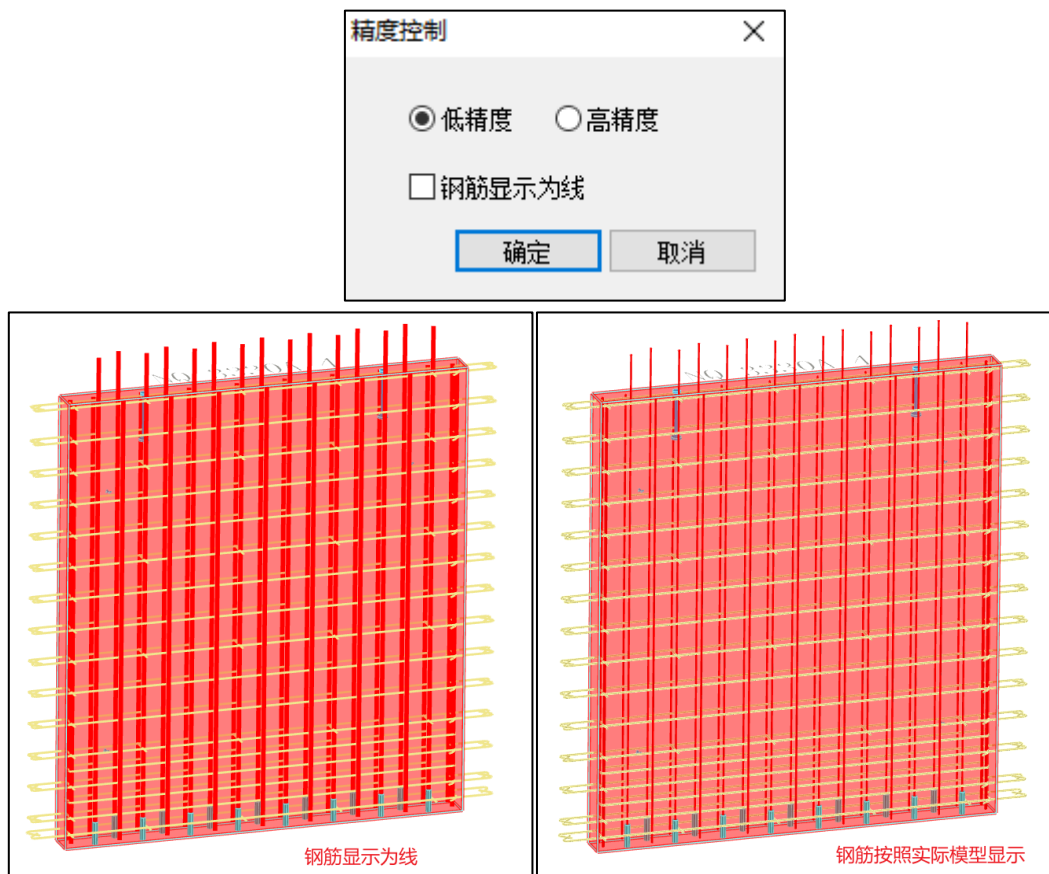 精度控制
低精度 高精度
钢筋显示为线
确定 取消
钢筋显示为线
钢筋按照实际模型显示